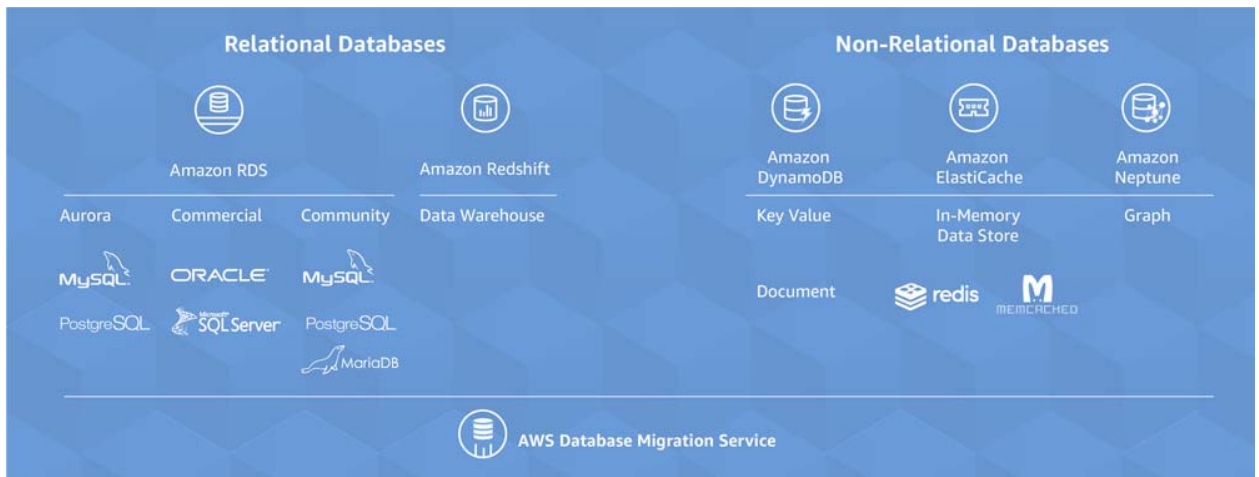 Relational Databases
Non-Relational Databases
Amazon RDS
Amazon Redshift
Amazon
DynamoDB
Amazon
ElastiCache
Amazon
Neptune
Aurora
Commercial
Community
Data Warehouse
Key Value
In-Memory
Data Store
Graph
MySQL
ORACLE
MySQL
Document
redis
MEMCACHED
PostgreSQL
Microsoft
SQL Server
PostgreSQL
MariaDB
AWS Database Migration Service